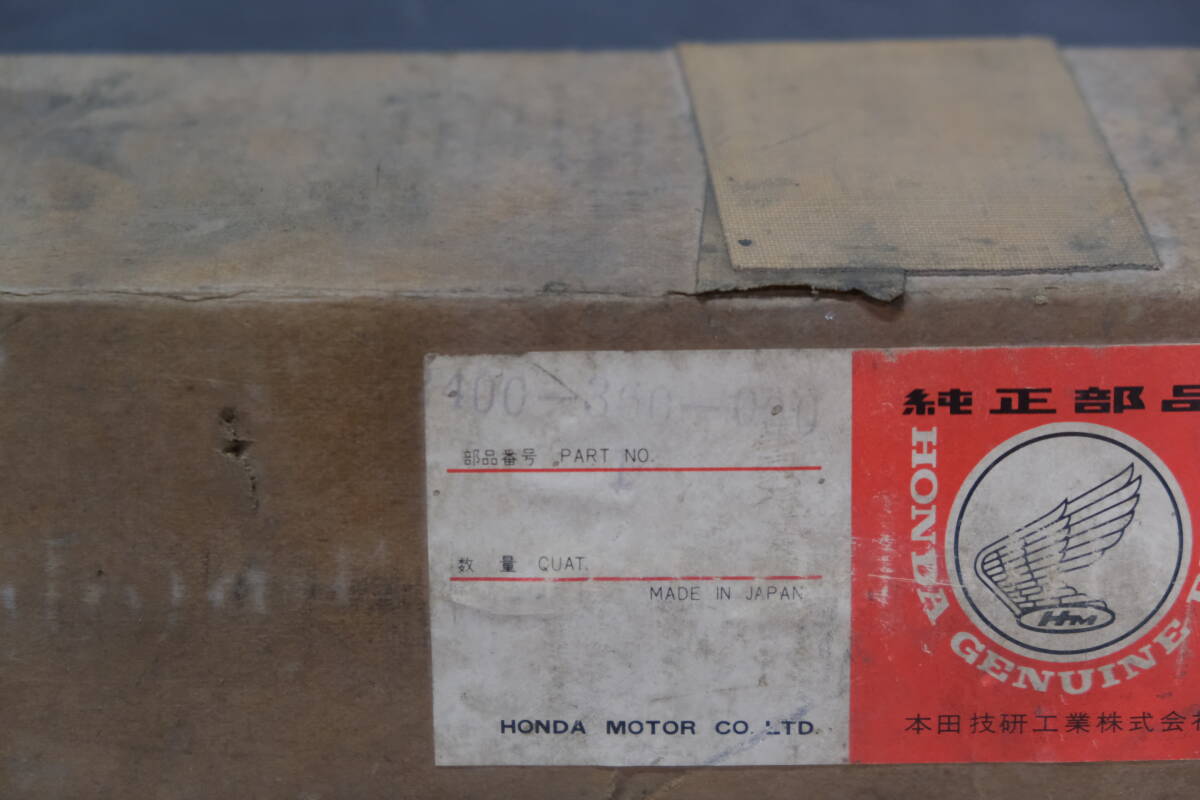 部品番号 PART NO.
数 量 QUAT.
MADE IN JAPAN
HONDA MOTOR CO. LTD.
純正部品
HONDA GENUINE
HM
本田技研工業株式会社